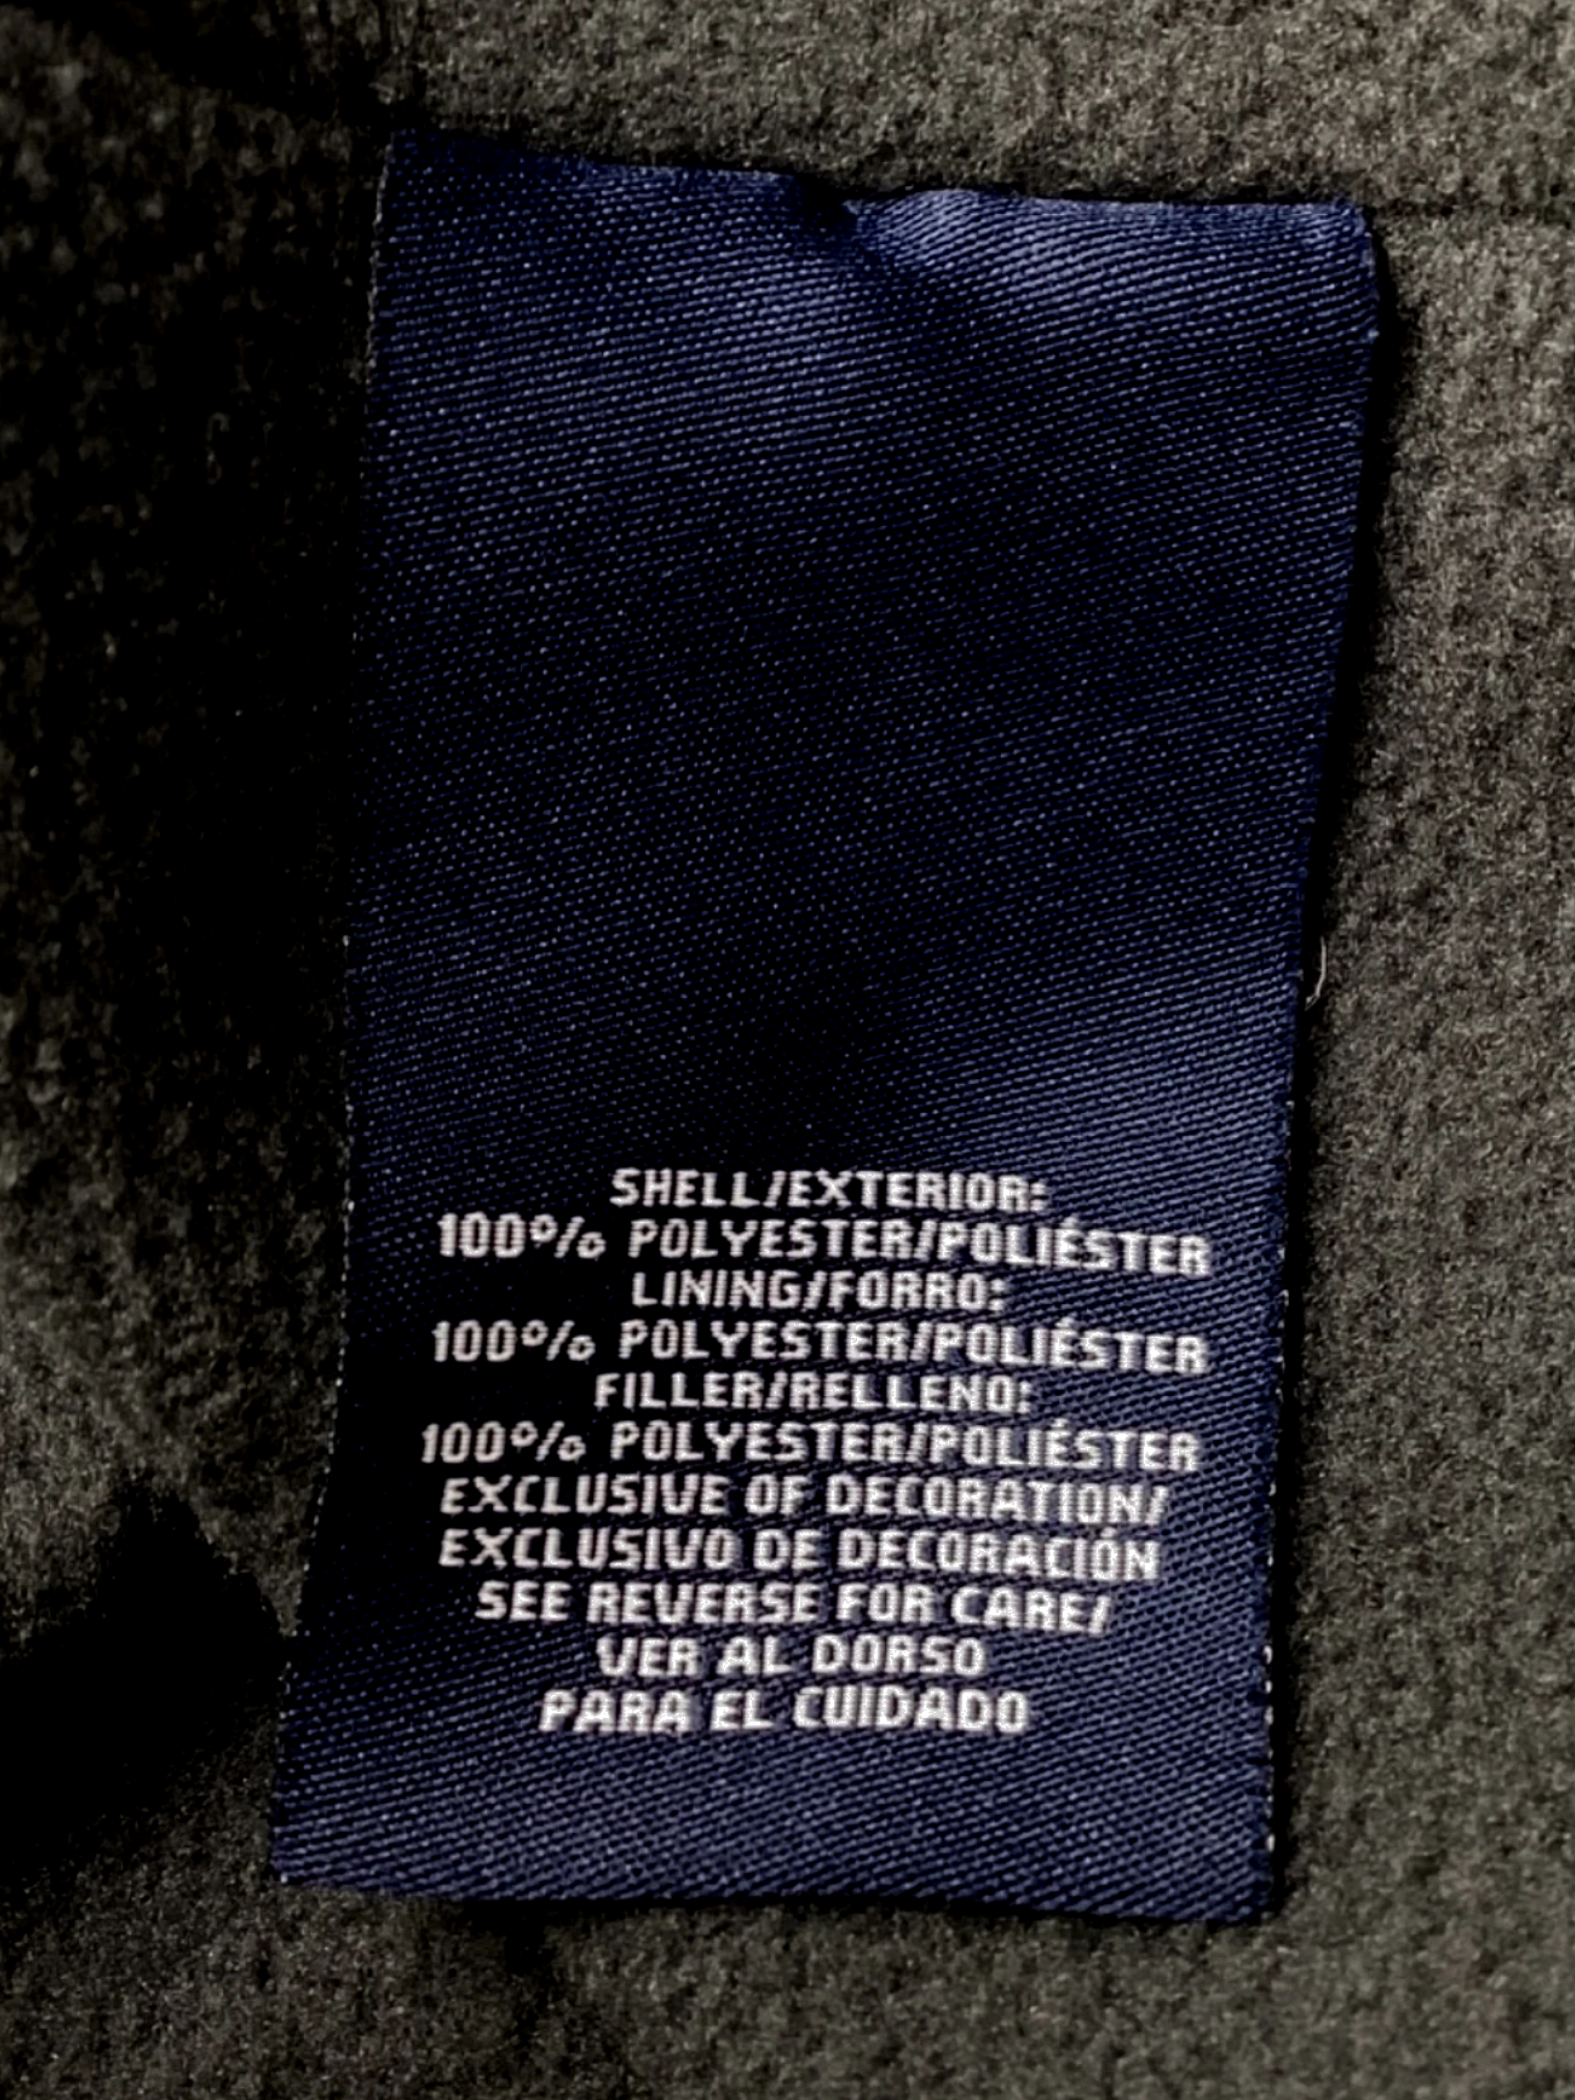 SHELL/EXTERIOR:
100% POLYESTER/POLIÉSTER
LINING/FORRO:
100% POLYESTER/POLIÉSTER
FILLER/RELLENO:
100% POLYESTER/POLIÉSTER
EXCLUSIVE OF DECORATION/
EXCLUSIVO DE DECORACIÓN
SEE REVERSE FOR CARE/
VER AL DORSO
PARA EL CUIDADO